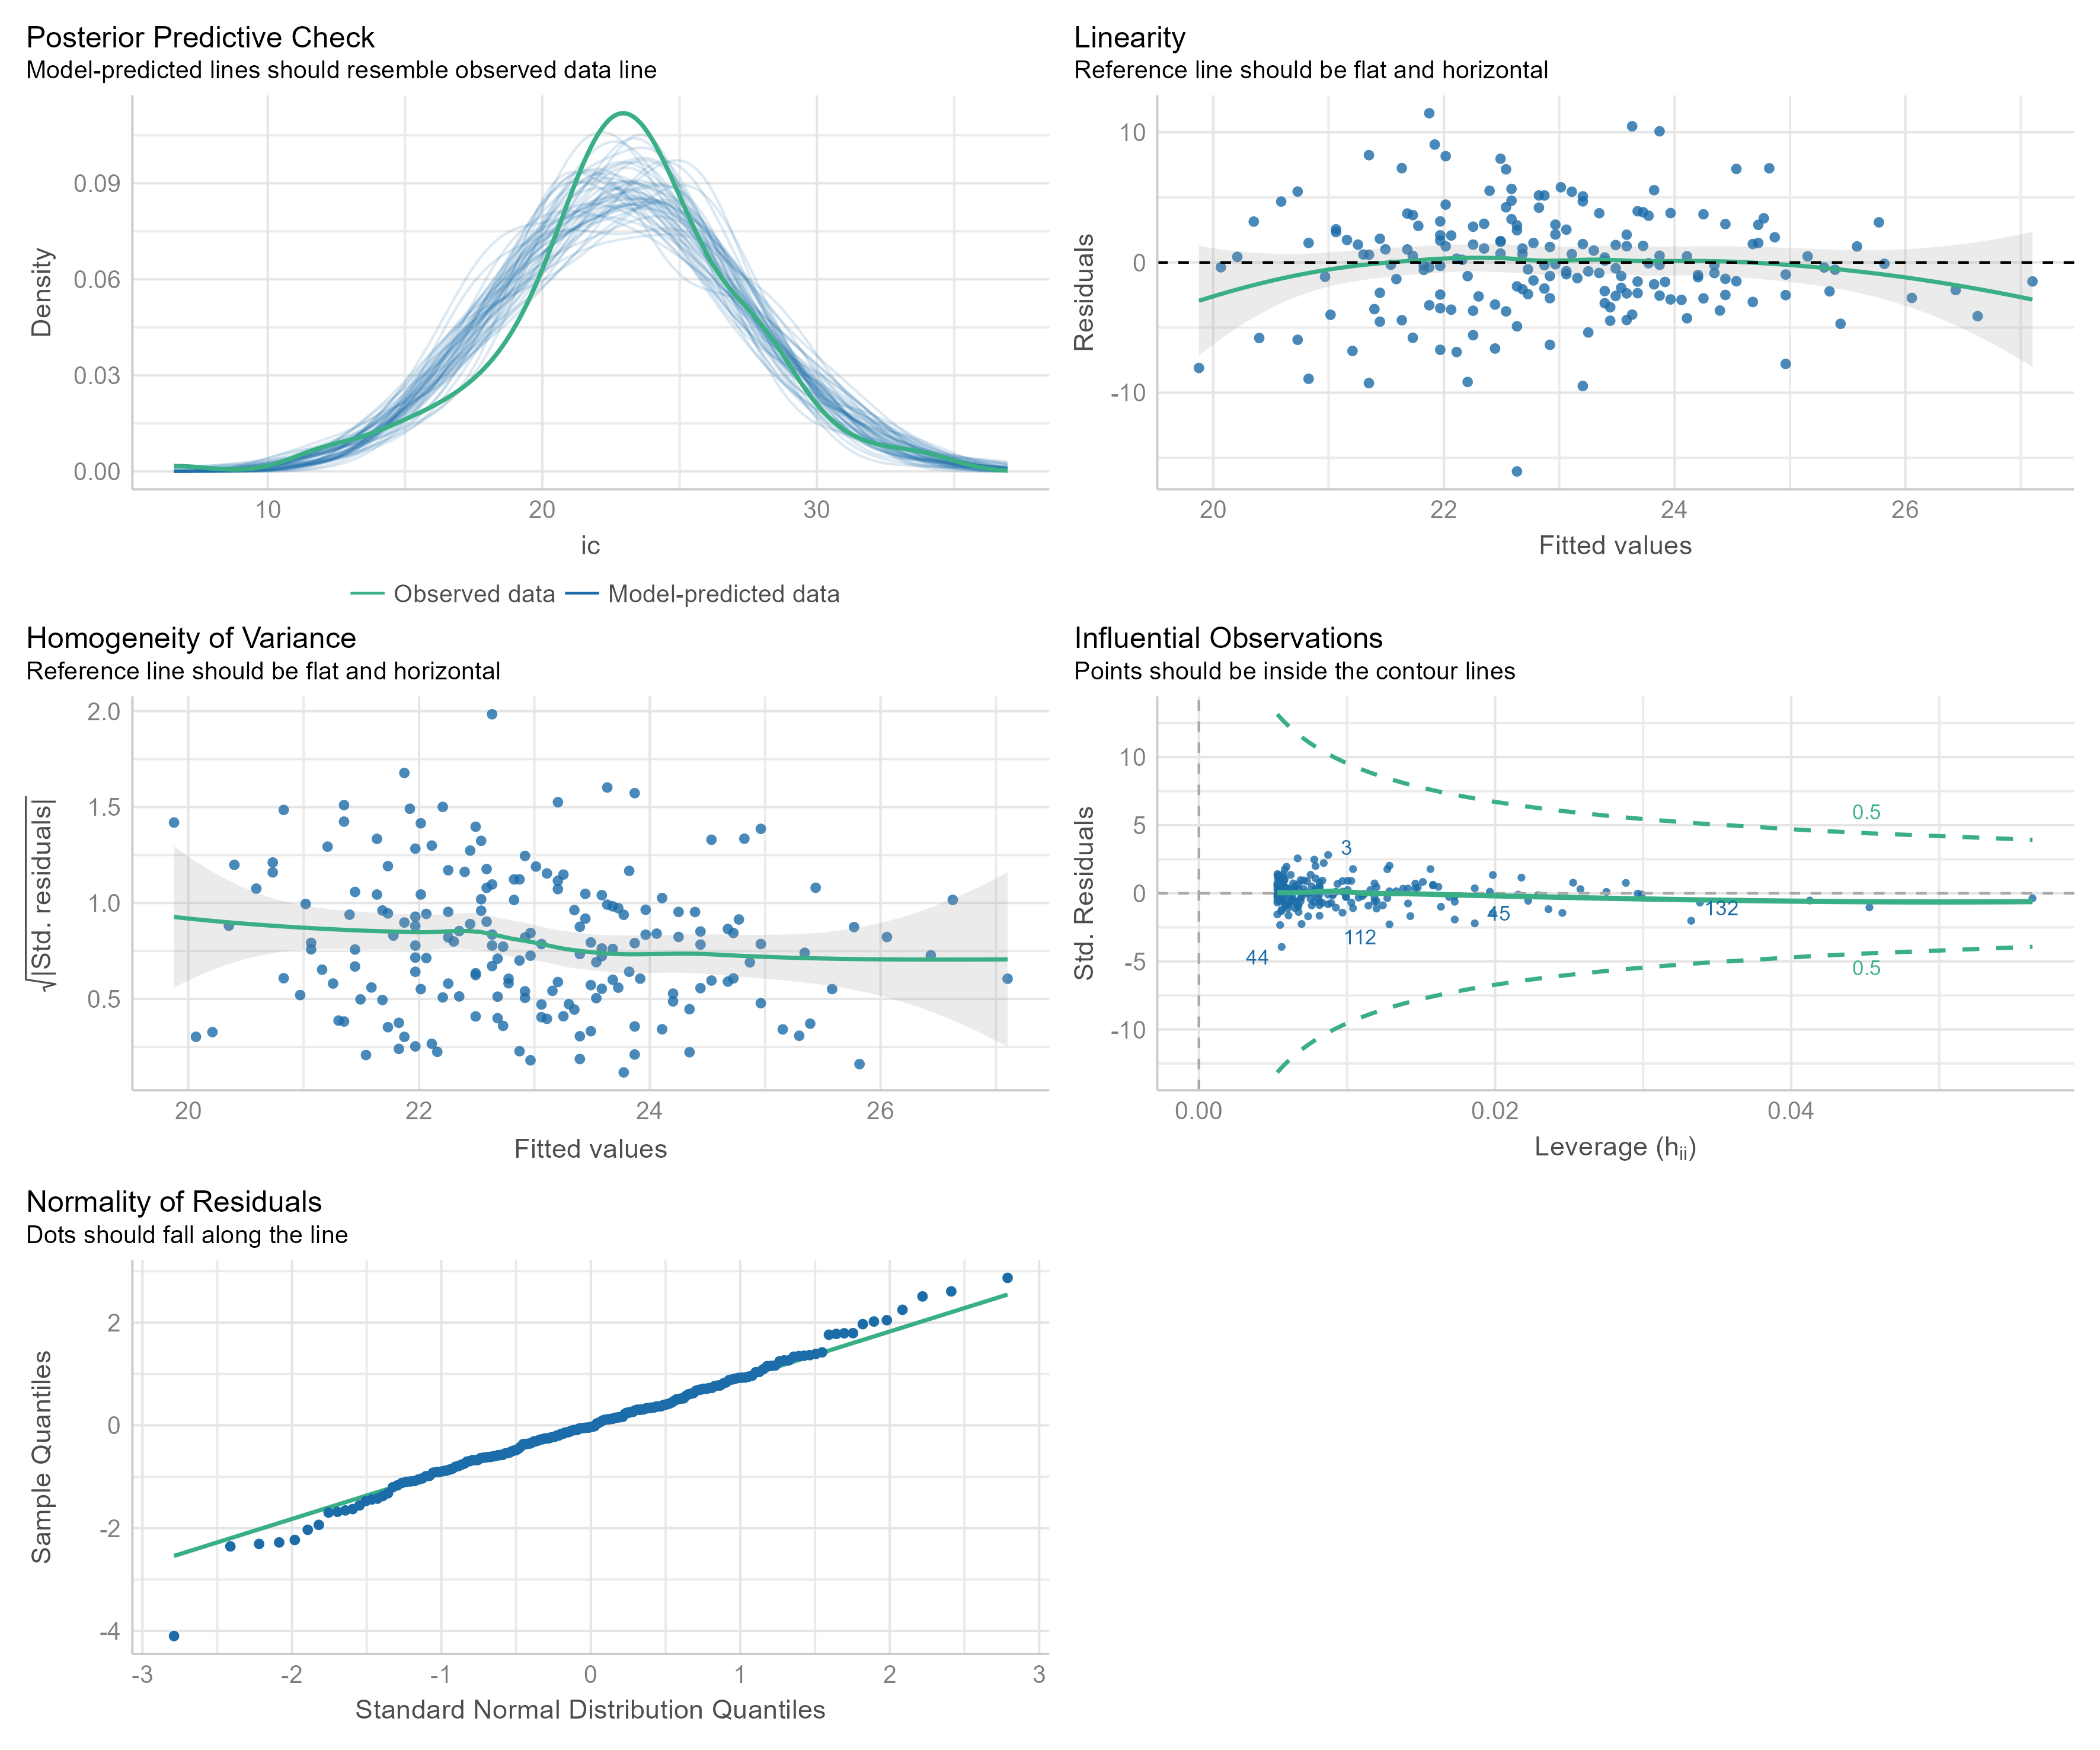 Posterior Predictive Check
Model-predicted lines should resemble observed data line
Density
0.09
0.06
0.03
0.00
10 20 30
ic
Observed data Model-predicted data
Linearity
Reference line should be flat and horizontal
Residuals
10
0
-10
20 22 24 26
Fitted values
Homogeneity of Variance
Reference line should be flat and horizontal
√|Std. residuals|
2.0
1.5
1.0
0.5
20 22 24 26
Fitted values
Influential Observations
Points should be inside the contour lines
Std. Residuals
10
5
0
-5
-10
0.5
3
132
45
112
44
0.5
0.00 0.02 0.04
Leverage (hii)
Normality of Residuals
Dots should fall along the line
Sample Quantiles
2
0
-2
-4
-3 -2 -1 0 1 2 3
Standard Normal Distribution Quantiles